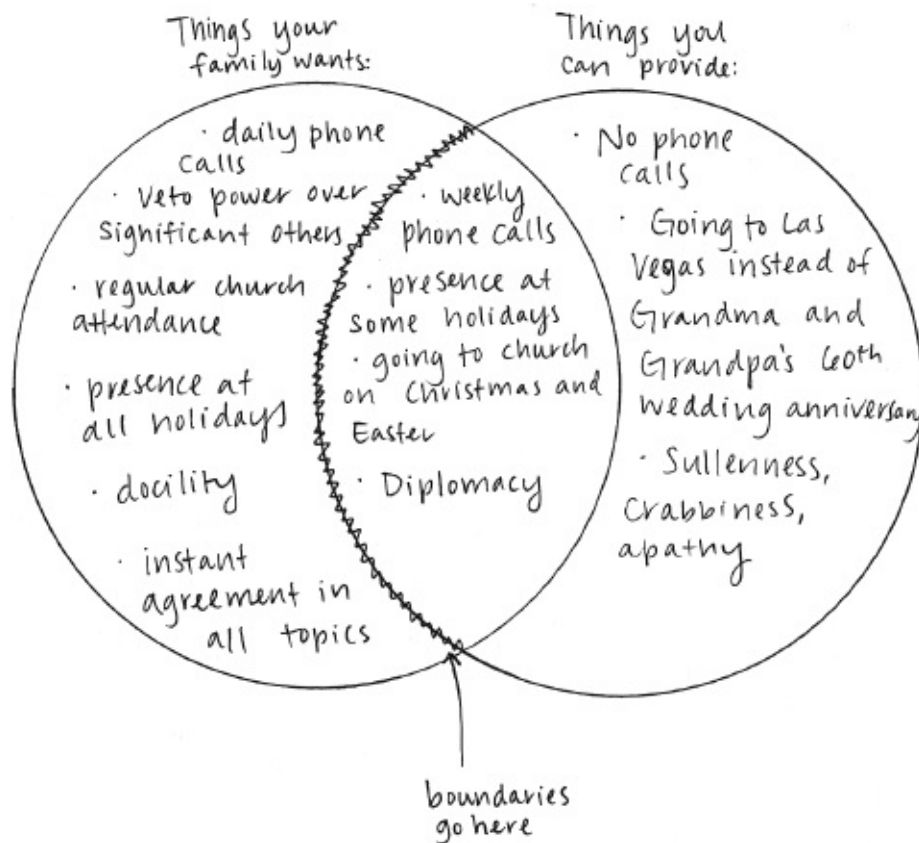 Things your
family wants:
Things you
can provide:
· daily phone
calls
· Veto power over
significant others
· regular church
attendance
· presence at
all holidays
· docility
· instant
agreement in
all topics
· weekly
phone calls
· presence at
some holidays
· going to church
on Christmas and
Easter
· Diplomacy
· No phone
calls
· Going to Las
Vegas instead of
Grandma and
Grandpa's 60th
wedding anniversary
· Sullenness,
Crabbiness,
apathy
boundaries
go here